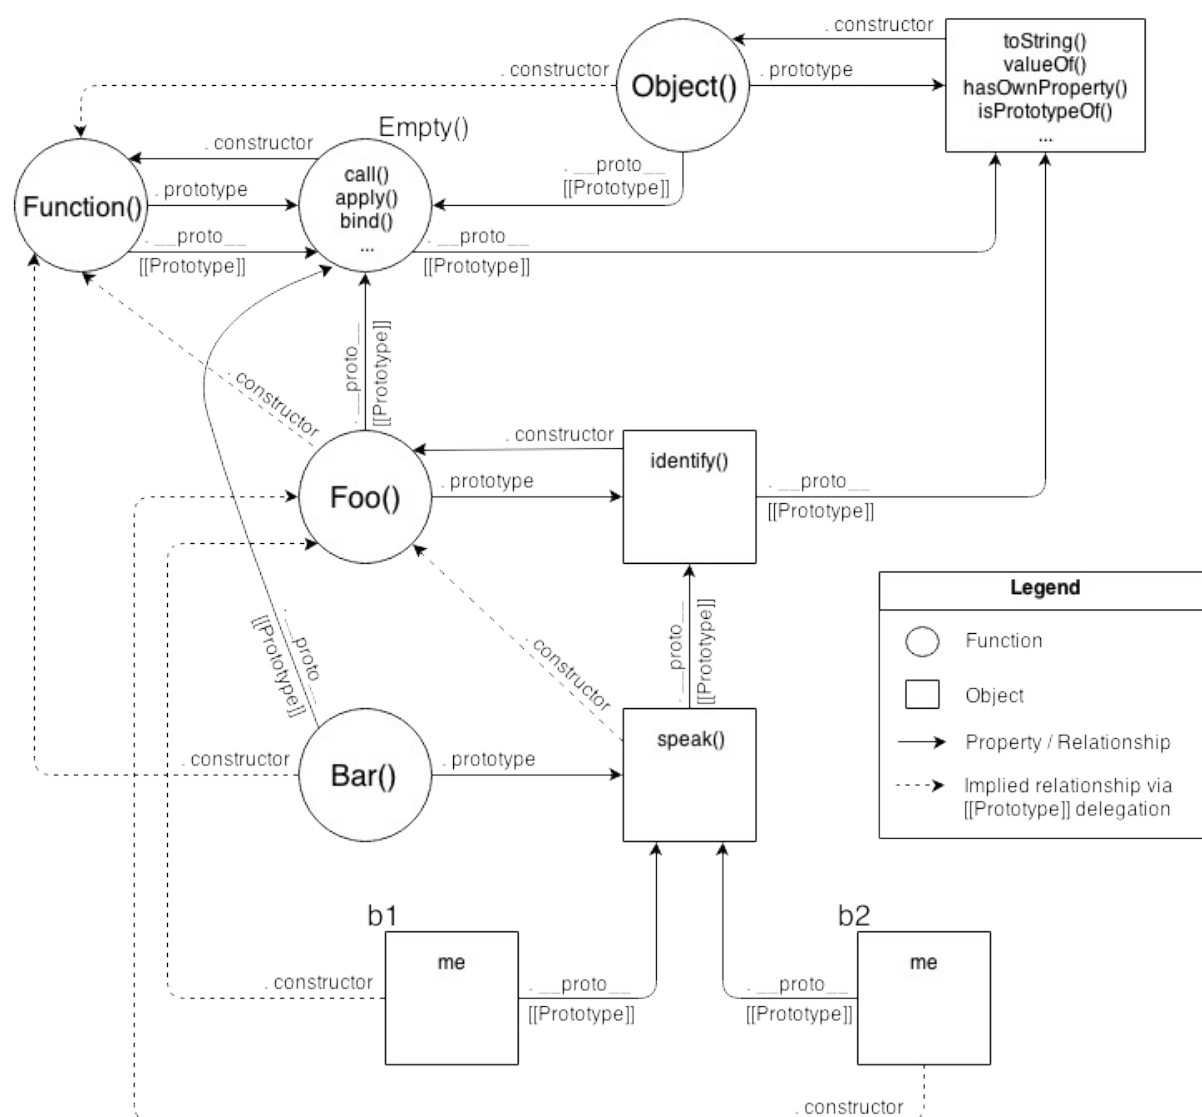 . constructor
toString()
valueOf()
hasOwnProperty()
isPrototypeOf()
...
. constructor
Object()
. prototype
Empty()
. constructor
call()
apply()
bind()
...
. __proto__
[[Prototype]]
Function()
. prototype
. __proto__
[[Prototype]]
. __proto__
[[Prototype]]
. __proto__
[[Prototype]]
. constructor
. constructor
identify()
Foo()
. prototype
. __proto__
[[Prototype]]
Legend
Function
Object
Property / Relationship
Implied relationship via
[[Prototype]] delegation
. __proto__
[[Prototype]]
. __proto__
[[Prototype]]
. constructor
speak()
. constructor
Bar()
. prototype
b1
me
. constructor
. __proto__
[[Prototype]]
b2
me
. __proto__
[[Prototype]]
. constructor